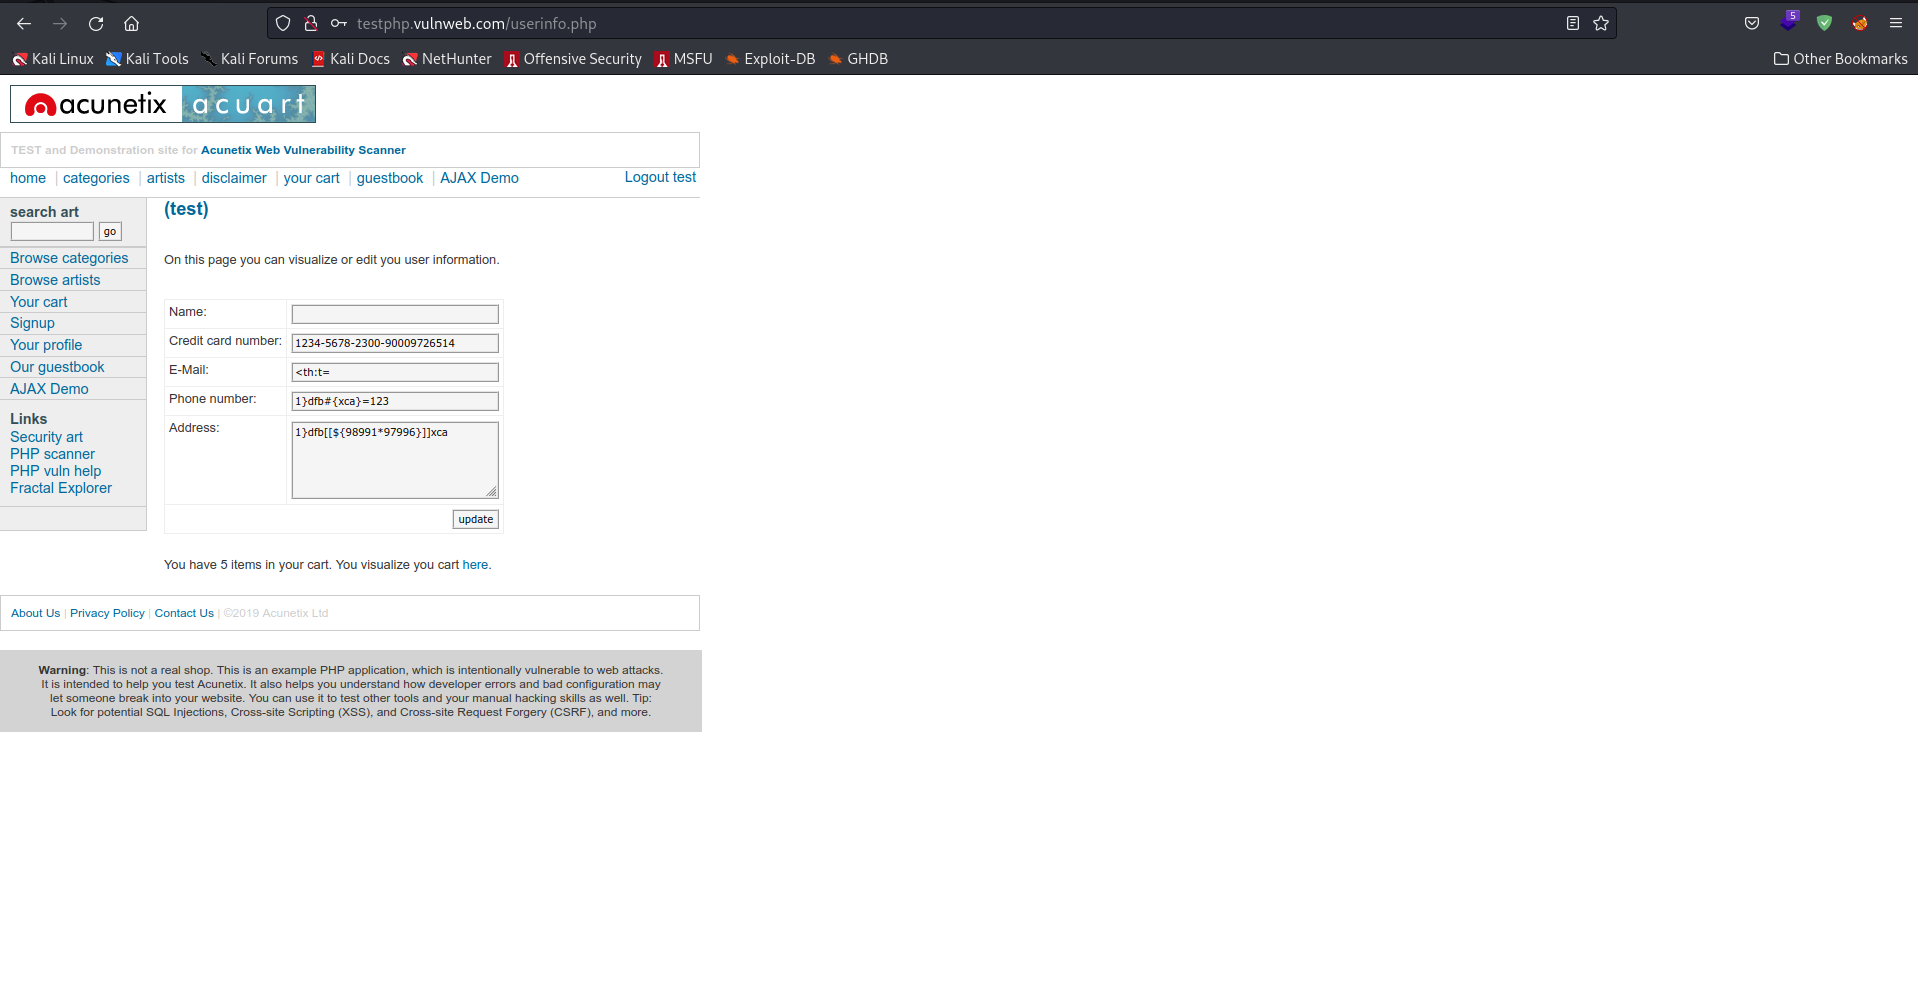 testphp.vulnweb.com/userinfo.php
5
Kali Linux Kali Tools Kali Forums Kali Docs NetHunter Offensive Security MSFU Exploit-DB GHDB Other Bookmarks
acunetix acuart
TEST and Demonstration site for Acunetix Web Vulnerability Scanner
home | categories | artists | disclaimer | your cart | guestbook | AJAX Demo Logout test
search art
go
Browse categories
Browse artists
Your cart
Signup
Your profile
Our guestbook
AJAX Demo
Links
Security art
PHP scanner
PHP vuln help
Fractal Explorer
(test)
On this page you can visualize or edit you user information.
Name:
Credit card number: 1234-5678-2300-90009726514
E-Mail: <th:t=
Phone number: 1}dfb#{xca}=123
Address: 1}dfb[[${98991*97996}]]xca
update
You have 5 items in your cart. You visualize you cart here.
About Us | Privacy Policy | Contact Us | ©2019 Acunetix Ltd
Warning: This is not a real shop. This is an example PHP application, which is intentionally vulnerable to web attacks.
It is intended to help you test Acunetix. It also helps you understand how developer errors and bad configuration may
let someone break into your website. You can use it to test other tools and your manual hacking skills as well. Tip:
Look for potential SQL Injections, Cross-site Scripting (XSS), and Cross-site Request Forgery (CSRF), and more.